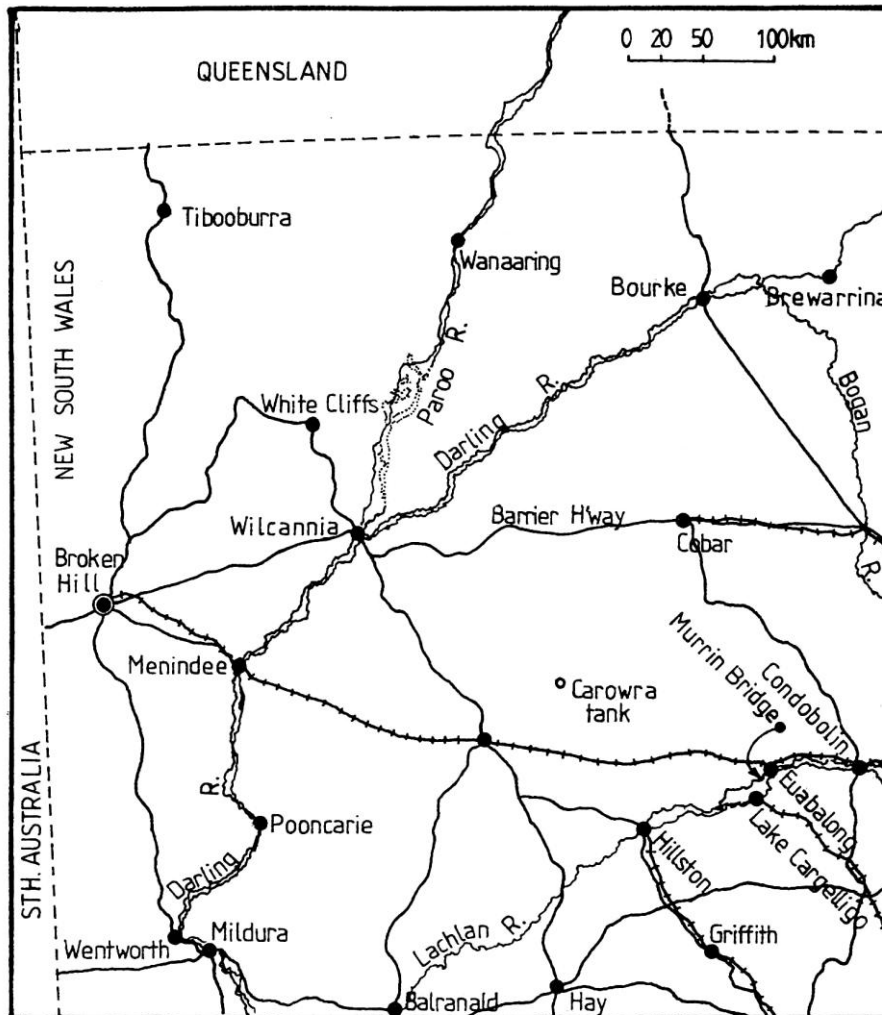 0 20 50 100km
QUEENSLAND
Tibooburra
Wanaaring
Bourke
Brewarrina
NEW SOUTH WALES
Paroo R.
White Cliffs
Darling R.
Bogan R.
Wilcannia
Barrier H'way
Cobar
Broken
Hill
Menindee
Carowra
tank
Murrin
Bridge
Condobolin
STH. AUSTRALIA
Darling R.
Pooncarie
Euabalong
Lake Cargelligo
Hillston
Lachlan R.
Griffith
Wentworth
Mildura
Balranald
Hay